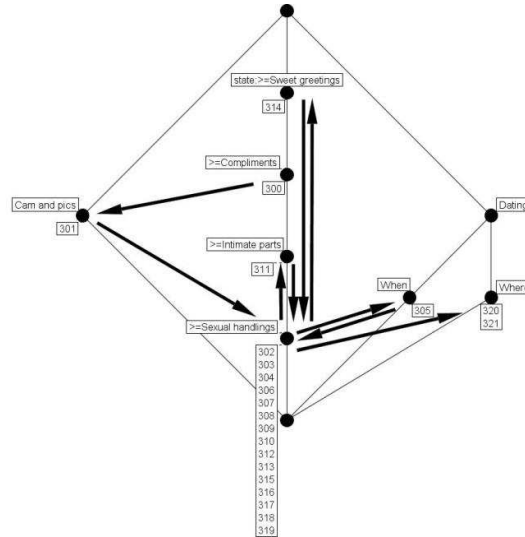 state:>=Sweet greetings
314
>=Compliments
300
Cam and pics
301
Dating
>=Intimate parts
311
When
305
Where
320
321
>=Sexual handlings
302
303
304
306
307
308
309
310
312
313
315
316
317
318
319